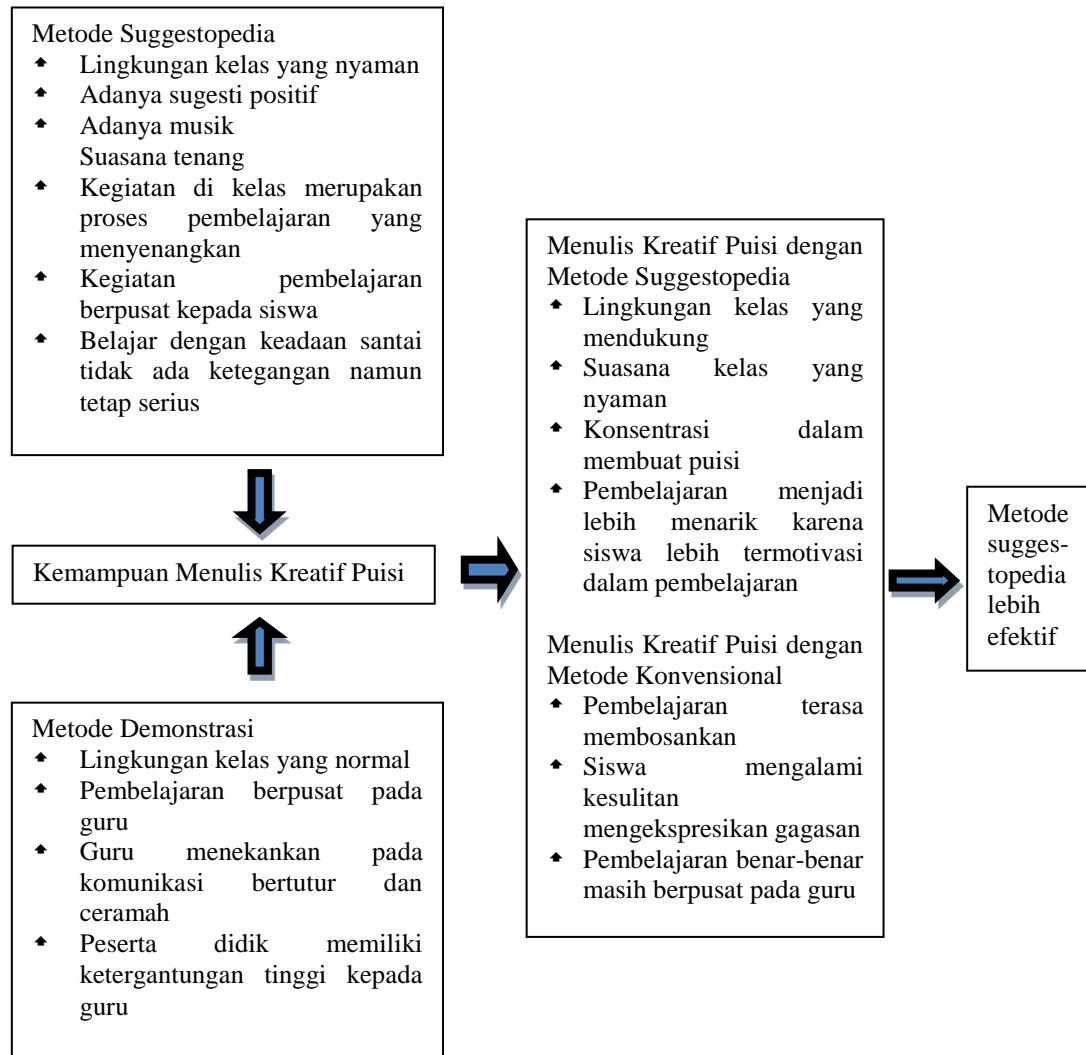 Metode Suggestopedia
Lingkungan kelas yang nyaman
Adanya sugesti positif
Adanya musik
Suasana tenang
Kegiatan di kelas merupakan
proses pembelajaran yang
menyenangkan
Kegiatan pembelajaran
berpusat kepada siswa
Belajar dengan keadaan santai
tidak ada ketegangan namun
tetap serius
Kemampuan Menulis Kreatif Puisi
Metode Demonstrasi
Lingkungan kelas yang normal
Pembelajaran berpusat pada
guru
Guru menekankan pada
komunikasi bertutur dan
ceramah
Peserta didik memiliki
ketergantungan tinggi kepada
guru
Menulis Kreatif Puisi dengan
Metode Suggestopedia
Lingkungan kelas yang
mendukung
Suasana kelas yang
nyaman
Konsentrasi dalam
membuat puisi
Pembelajaran menjadi
lebih menarik karena
siswa lebih termotivasi
dalam pembelajaran
Menulis Kreatif Puisi dengan
Metode Konvensional
Pembelajaran terasa
membosankan
Siswa mengalami
kesulitan
mengekspresikan gagasan
Pembelajaran benar-benar
masih berpusat pada guru
Metode
sugges-
topedia
lebih
efektif